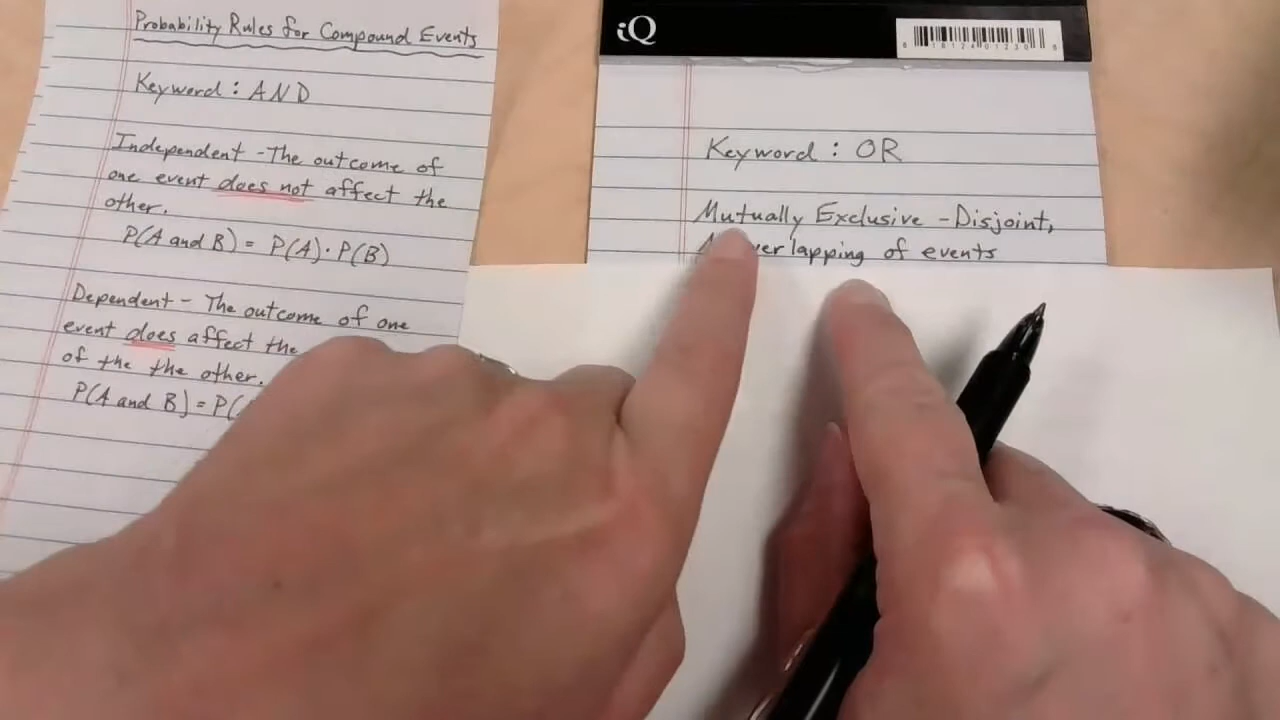 Probability Rules for Compound Events
Keyword : AND
Independent - The outcome of
one event does not affect the
other.
P(A and B) = P(A) · P(B)
Dependent - The outcome of one
event does affect the
of the the other.
P(A and B) = P(
iQ
Keyword : OR
Mutually Exclusive - Disjoint,
lapping of events